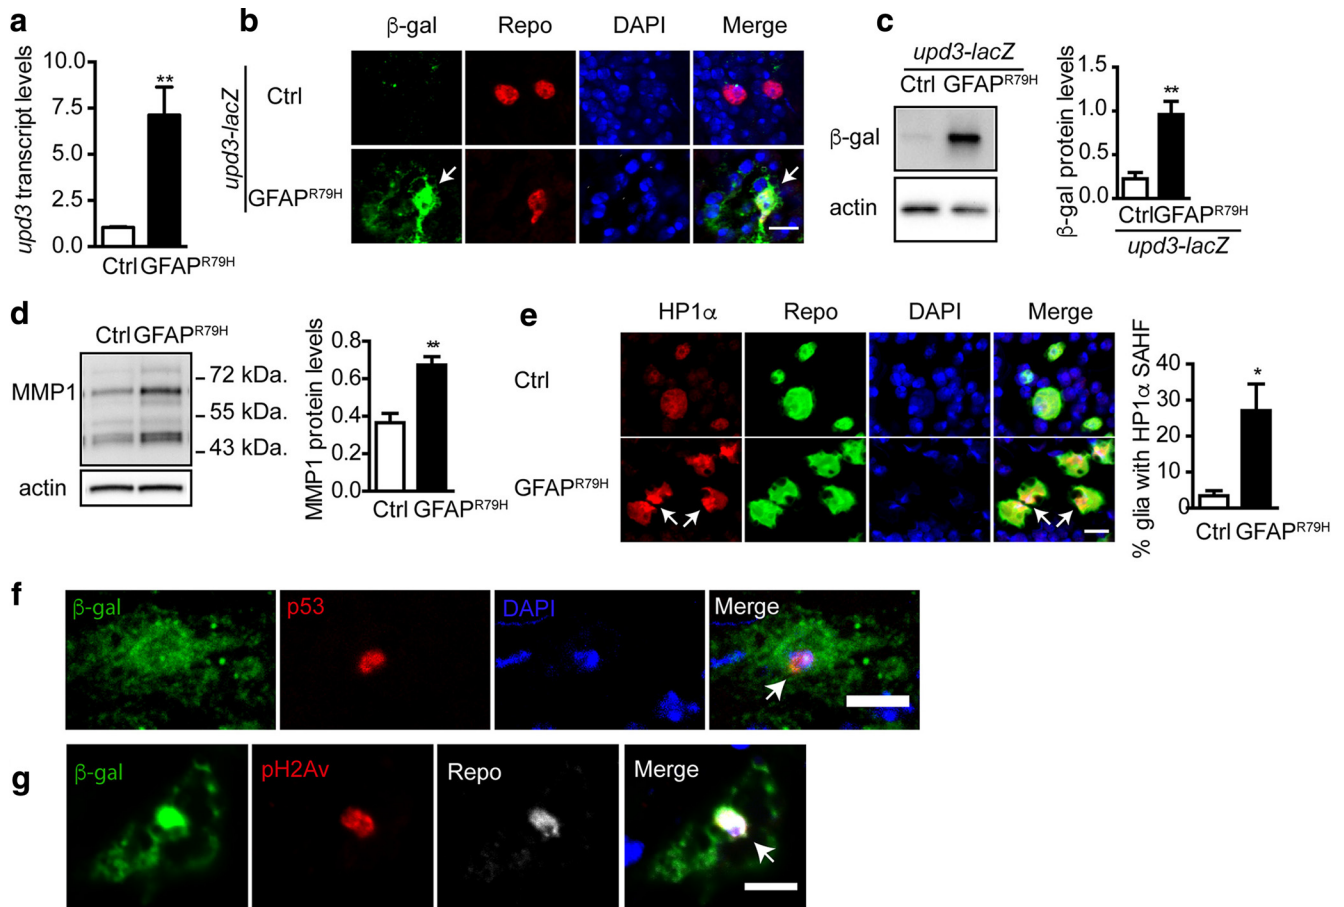 a
upd3 transcript levels
10.0
7.5
5.0
2.5
0.0
**
Ctrl GFAP^R79H
b
β-gal Repo DAPI Merge
upd3-lacZ
Ctrl
GFAP^R79H
c
upd3-lacZ
Ctrl GFAP^R79H
β-gal
actin
β-gal protein levels
1.5
1.0
0.5
0.0
**
Ctrl GFAP^R79H
upd3-lacZ
d
Ctrl GFAP^R79H
MMP1
72 kDa.
55 kDa.
43 kDa.
actin
MMP1 protein levels
0.8
0.6
0.4
0.2
0.0
**
Ctrl GFAP^R79H
e
HP1α Repo DAPI Merge
Ctrl
GFAP^R79H
% glia with HP1α SAHF
40
30
20
10
0
*
Ctrl GFAP^R79H
f
β-gal p53 DAPI Merge
g
β-gal pH2Av Repo Merge